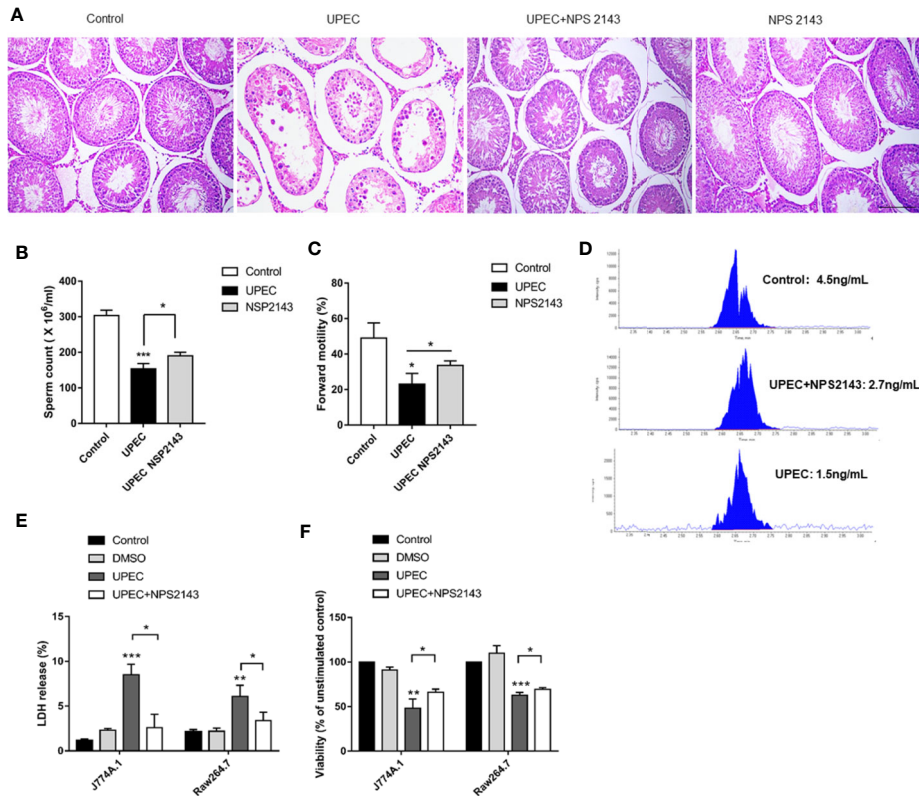 A
Control
UPEC
UPEC+NPS 2143
NPS 2143
B
Control
UPEC
NSP2143
Sperm count ( X 10⁶/ml)
400
300
200
100
0
***
*
Control
UPEC
UPEC NSP2143
C
Control
UPEC
NPS2143
Forward motility (%)
80
60
40
20
0
*
*
Control
UPEC
UPEC NPS2143
D
Control: 4.5ng/mL
UPEC+NPS2143: 2.7ng/mL
UPEC: 1.5ng/mL
E
Control
DMSO
UPEC
UPEC+NPS2143
LDH release (%)
15
10
5
0
***
*
**
*
J774A.1
Raw264.7
F
Control
DMSO
UPEC
UPEC+NPS2143
Viability (% of unstimulated control)
150
100
50
0
**
*
***
*
J774A.1
Raw264.7